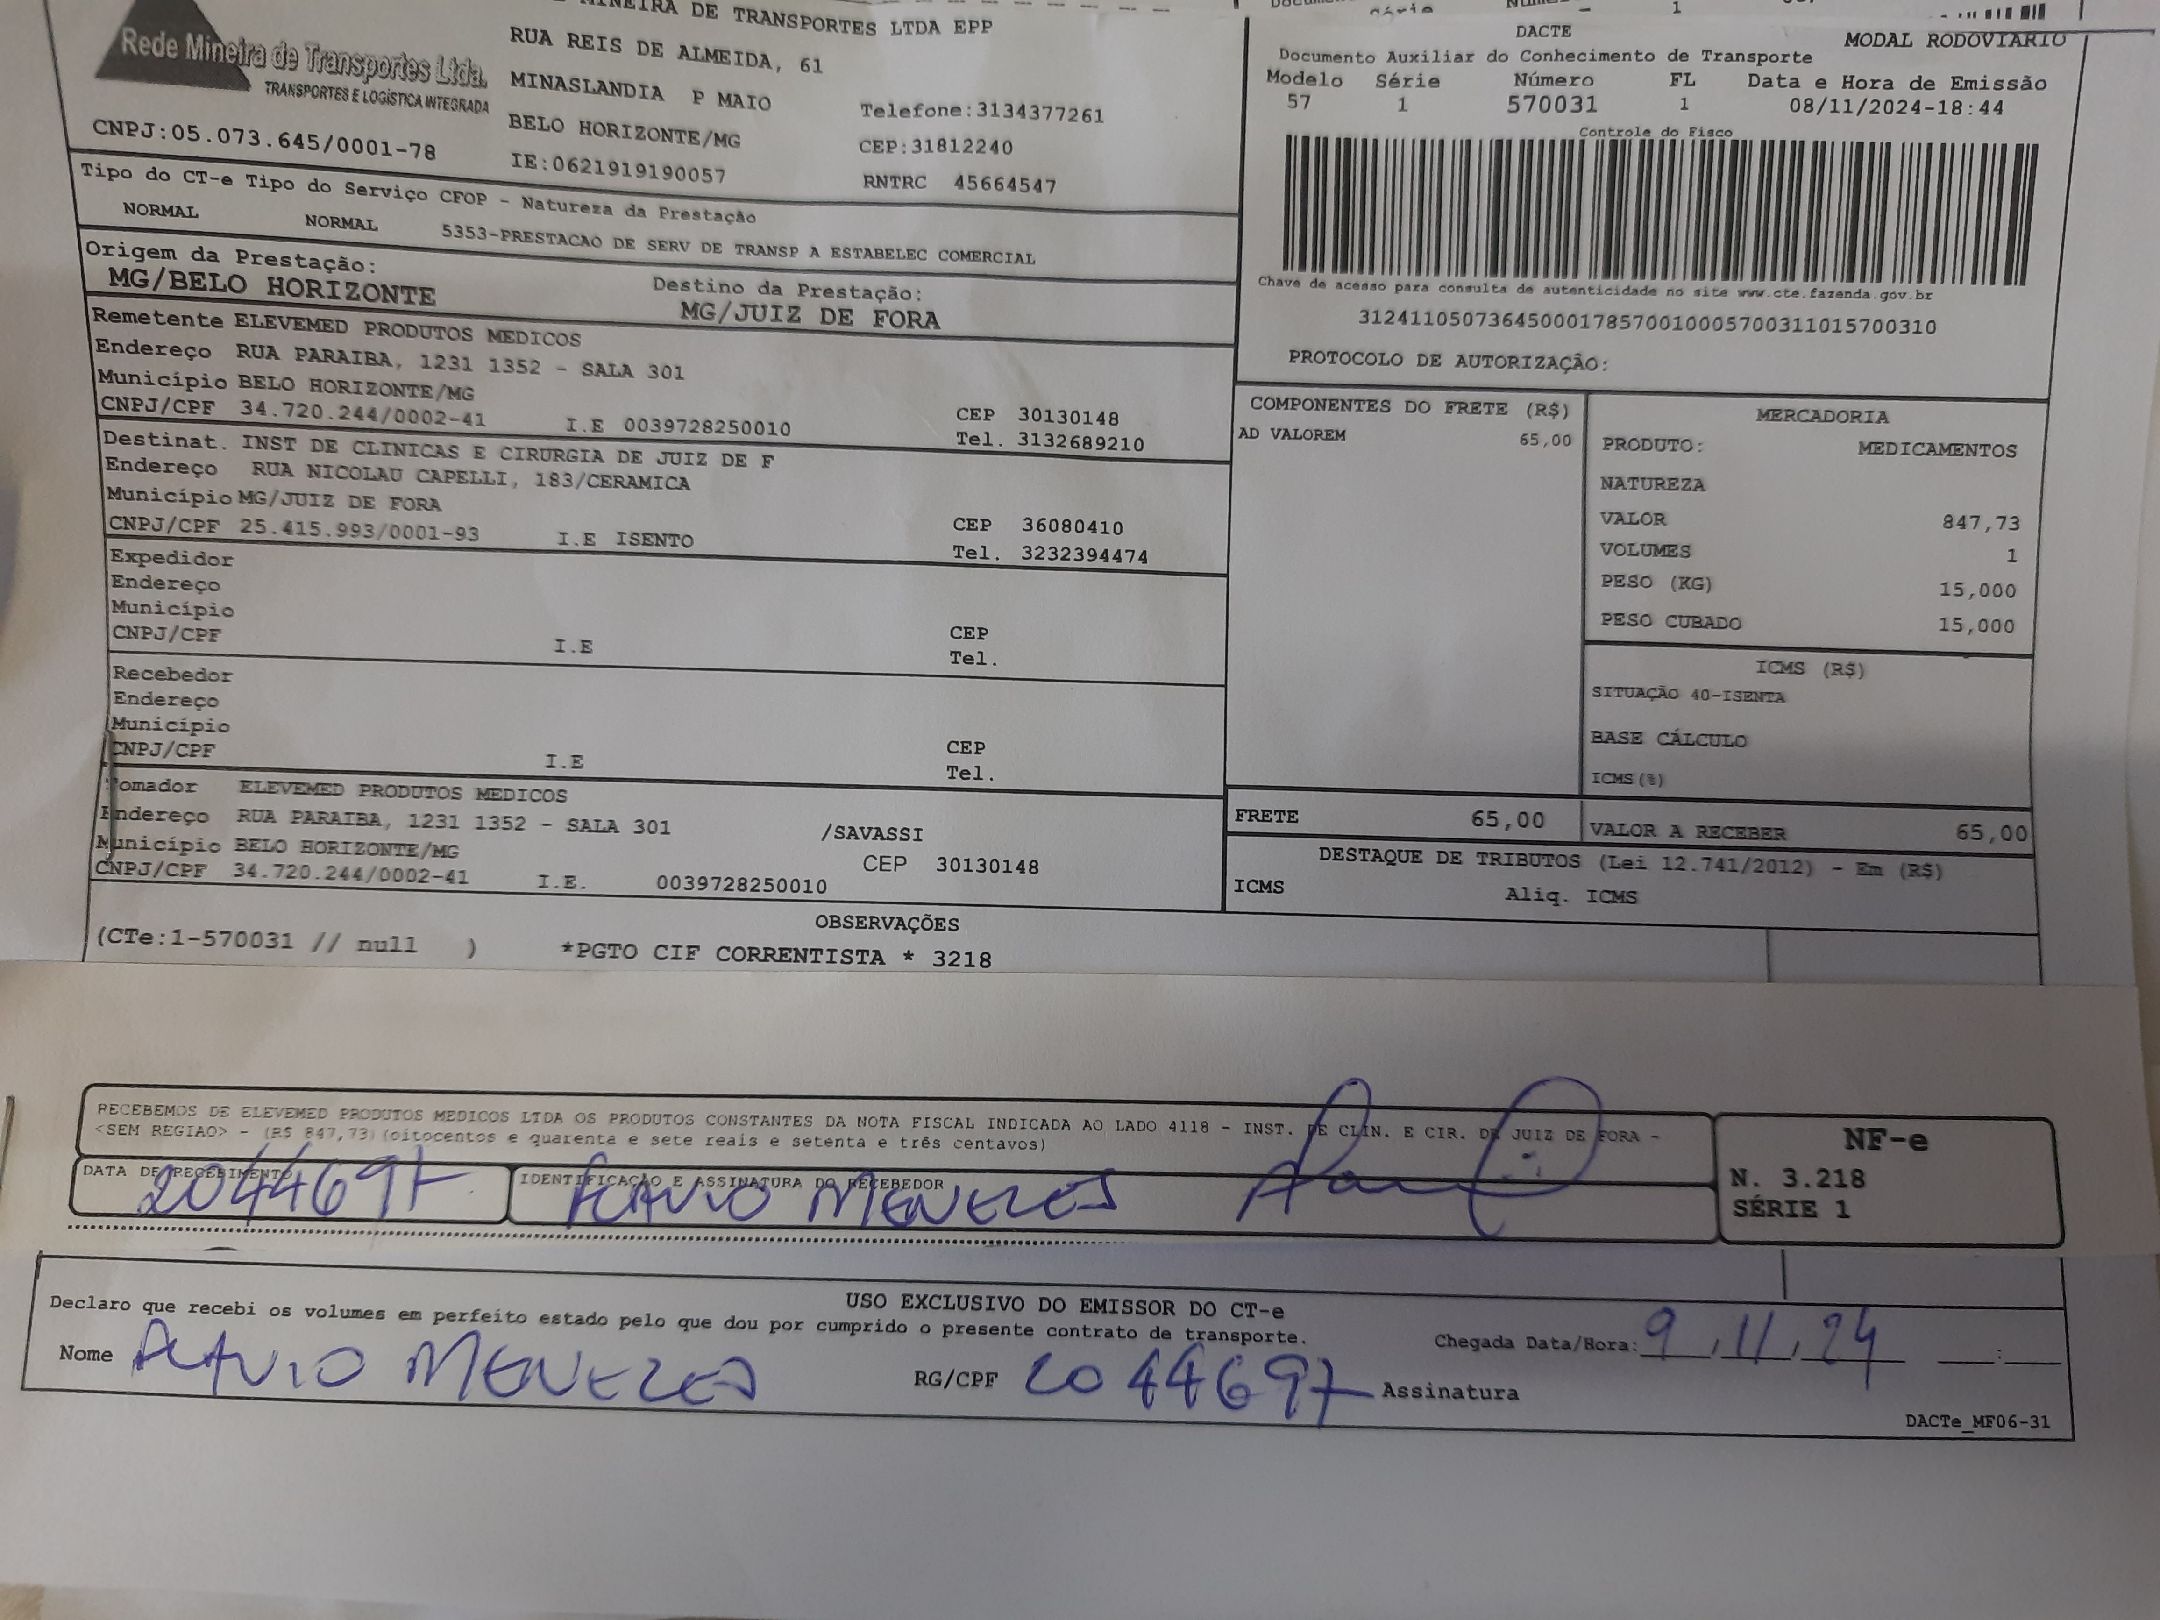 MINEIRA DE TRANSPORTES LTDA EPP
Rede Mineira de Transportes Ltda.
TRANSPORTES E LOGÍSTICA INTEGRADA
CNPJ:05.073.645/0001-78
RUA REIS DE ALMEIDA, 61
MINASLANDIA P MAIO
BELO HORIZONTE/MG
IE:0621919190057
Telefone:3134377261
CEP:31812240
RNTRC 45664547
DACTE
MODAL RODOVIARIO
Documento Auxiliar do Conhecimento de Transporte
Modelo Série Número FL Data e Hora de Emissão
57 1 570031 1 08/11/2024-18:44
Controle do Fisco
Chave de acesso para consulta de autenticidade no site www.cte.fazenda.gov.br
31241105073645000178570010005700311015700310
PROTOCOLO DE AUTORIZAÇÃO:
Tipo do CT-e Tipo do Serviço CFOP - Natureza da Prestação
NORMAL NORMAL 5353-PRESTACAO DE SERV DE TRANSP A ESTABELEC COMERCIAL
Origem da Prestação: Destino da Prestação:
MG/BELO HORIZONTE MG/JUIZ DE FORA
Remetente ELEVEMED PRODUTOS MEDICOS
Endereço RUA PARAIBA, 1231 1352 - SALA 301
Município BELO HORIZONTE/MG CEP 30130148
CNPJ/CPF 34.720.244/0002-41 I.E 0039728250010 Tel. 3132689210
Destinat. INST DE CLINICAS E CIRURGIA DE JUIZ DE F
Endereço RUA NICOLAU CAPELLI, 183/CERAMICA
Município MG/JUIZ DE FORA CEP 36080410
CNPJ/CPF 25.415.993/0001-93 I.E ISENTO Tel. 3232394474
Expedidor
Endereço
Município CEP
CNPJ/CPF I.E Tel.
Recebedor
Endereço
Município CEP
CNPJ/CPF I.E Tel.
Tomador ELEVEMED PRODUTOS MEDICOS
Endereço RUA PARAIBA, 1231 1352 - SALA 301 /SAVASSI
Município BELO HORIZONTE/MG CEP 30130148
CNPJ/CPF 34.720.244/0002-41 I.E. 0039728250010
COMPONENTES DO FRETE (R$)
AD VALOREM 65,00
FRETE 65,00
MERCADORIA
PRODUTO: MEDICAMENTOS
NATUREZA
VALOR 847,73
VOLUMES 1
PESO (KG) 15,000
PESO CUBADO 15,000
ICMS (R$)
SITUAÇÃO 40-ISENTA
BASE CÁLCULO
ICMS(%)
VALOR A RECEBER 65,00
DESTAQUE DE TRIBUTOS (Lei 12.741/2012) - Em (R$)
ICMS Aliq. ICMS
OBSERVAÇÕES
(CTe:1-570031 // null ) *PGTO CIF CORRENTISTA * 3218
RECEBEMOS DE ELEVEMED PRODUTOS MEDICOS LTDA OS PRODUTOS CONSTANTES DA NOTA FISCAL INDICADA AO LADO 4118 - INST. DE CLIN. E CIR. DE JUIZ DE FORA -
<SEM REGIAO> - (R$ 847,73)(oitocentos e quarenta e sete reais e setenta e três centavos)
DATA DE RECEBIMENTO IDENTIFICAÇÃO E ASSINATURA DO RECEBEDOR
2044697 FLAVIO MENEZES
NF-e
N. 3.218
SÉRIE 1
USO EXCLUSIVO DO EMISSOR DO CT-e
Declaro que recebi os volumes em perfeito estado pelo que dou por cumprido o presente contrato de transporte. Chegada Data/Hora: 9,11,24 :
Nome FLAVIO MENEZES RG/CPF 2044697 Assinatura
DACTe_MF06-31